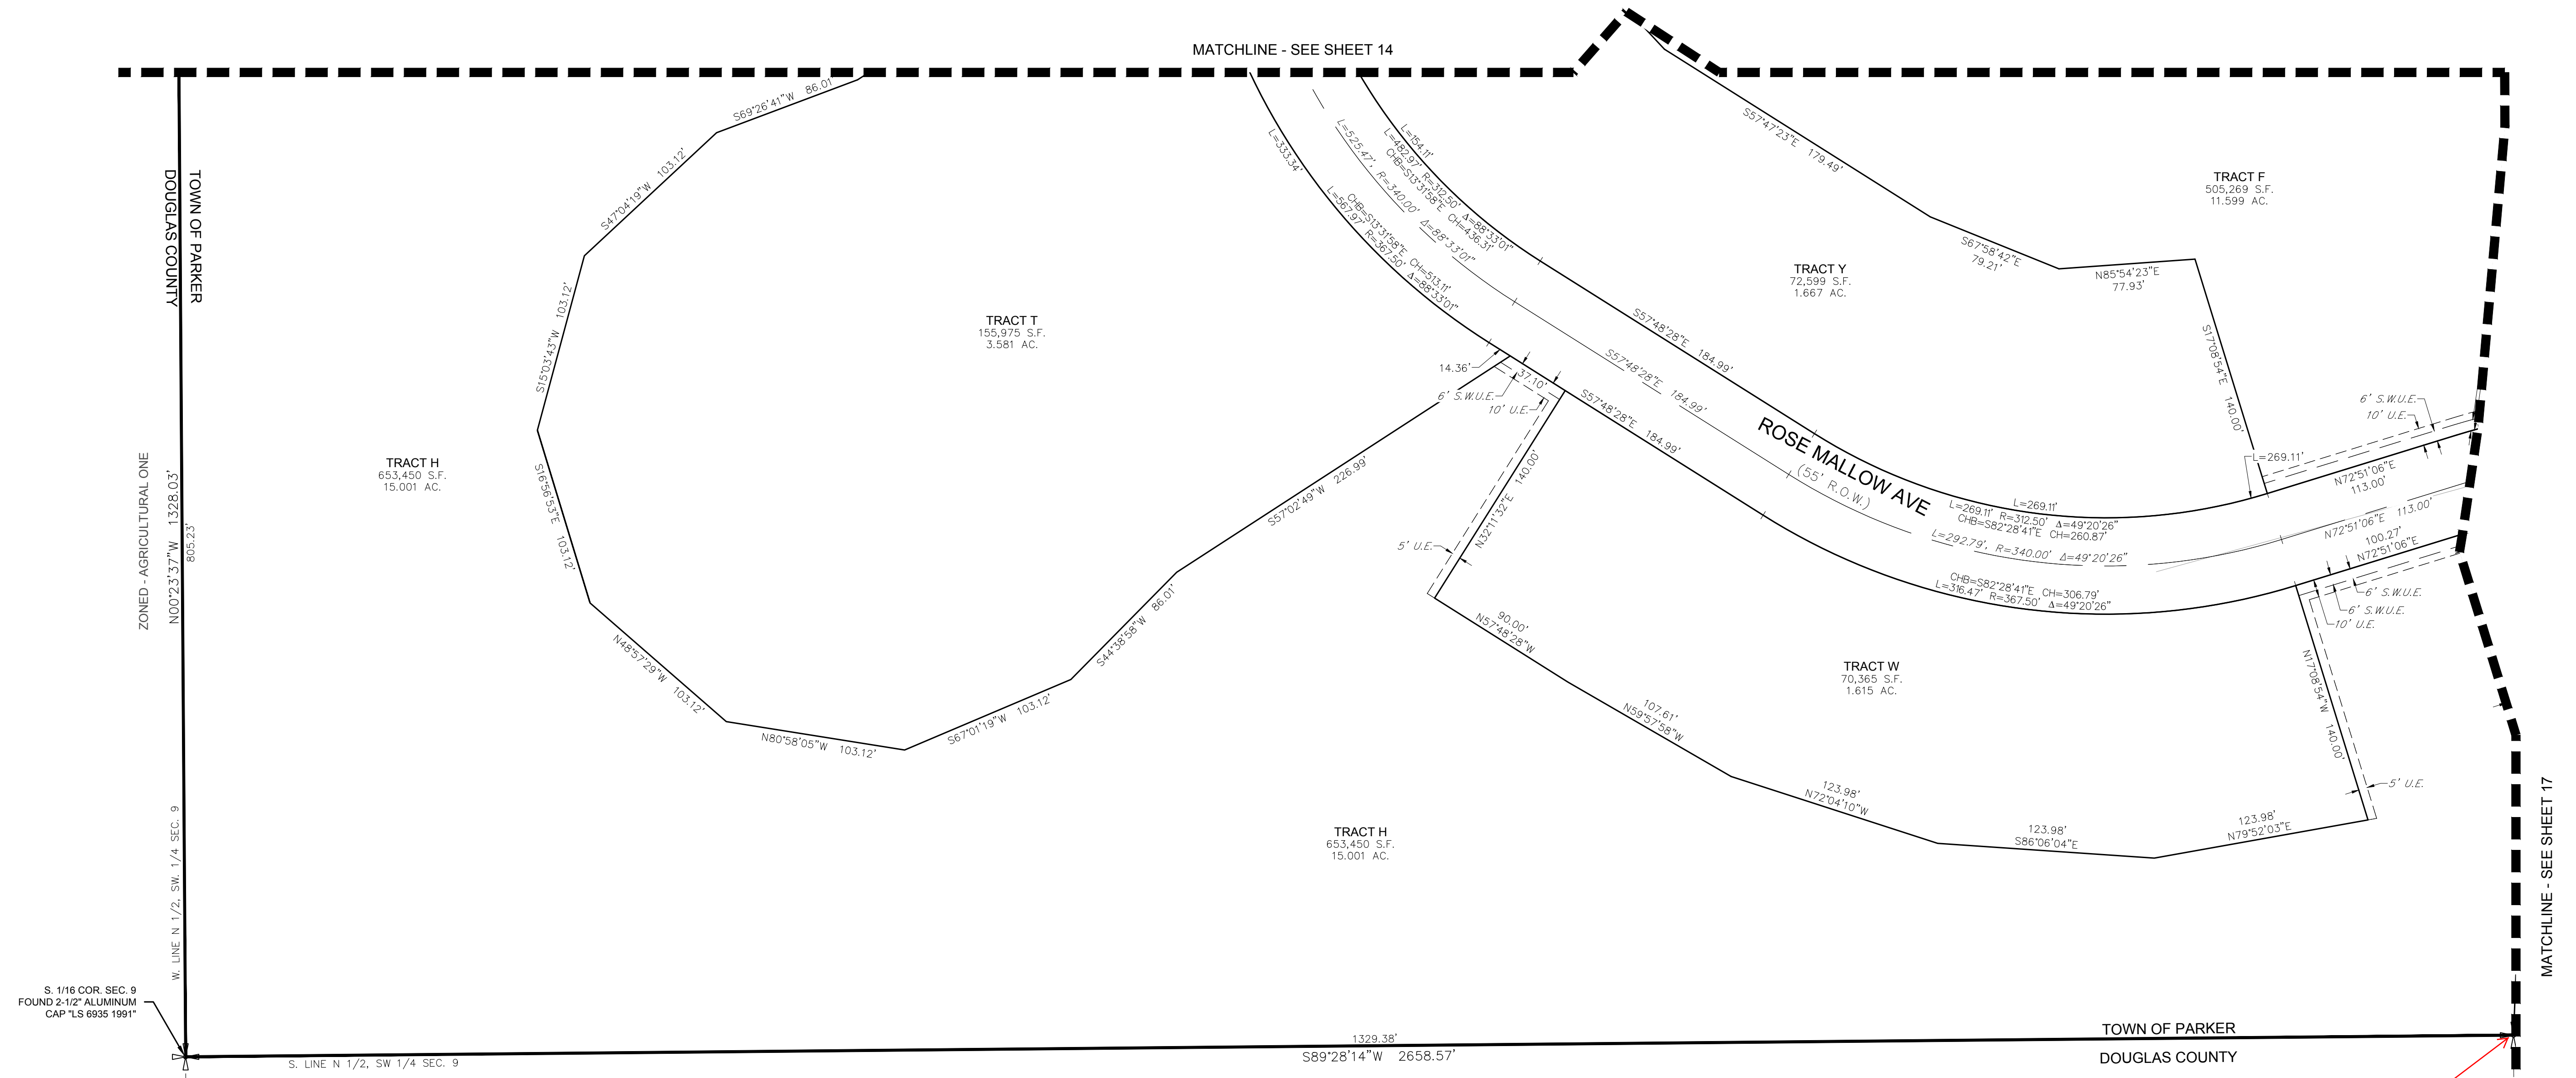 MATCHLINE - SEE SHEET 14
S69°26'41"W 86.01'
S47°04'19"W 103.12'
S15°03'43"W 103.12'
S16°56'53"E 103.12'
N48°57'29"W 103.12'
N80°58'05"W 103.12'
S67°01'19"W 103.12'
S44°38'58"W 86.01'
S57°02'49"W 226.99'
TOWN OF PARKER
DOUGLAS COUNTY
ZONED - AGRICULTURAL ONE
N00°23'37"W 1328.03'
805.23'
W. LINE N 1/2, SW. 1/4 SEC. 9
TRACT H
653,450 S.F.
15.001 AC.
TRACT T
155,975 S.F.
3.581 AC.
L=333.34'
CHB=S13°31'58"E CH=513.11'
L=567.97' R=367.50' Δ=88°33'01"
L=525.47', R=340.00' Δ=88°33'01"
L=154.11'
L=482.97' R=312.50' Δ=88°33'01"
CHB=S13°31'58"E CH=436.31'
S57°47'23"E 179.49'
TRACT F
505,269 S.F.
11.599 AC.
S67°58'42"E
79.21'
N85°54'23"E
77.93'
TRACT Y
72,599 S.F.
1.667 AC.
S17°08'54"E 140.00'
S57°48'28"E 184.99'
S57°48'28"E 184.99'
S57°48'28"E 184.99'
14.36'
37.10'
6' S.W.U.E.
10' U.E.
ROSE MALLOW AVE
(55' R.O.W.)
6' S.W.U.E.
10' U.E.
L=269.11'
N72°51'06"E
113.00'
L=269.11'
L=269.11' R=312.50' Δ=49°20'26"
CHB=S82°28'41"E CH=260.87'
L=292.79', R=340.00' Δ=49°20'26"
N72°51'06"E 113.00'
100.27'
N72°51'06"E
CHB=S82°28'41"E CH=306.79'
L=316.47' R=367.50' Δ=49°20'26"
6' S.W.U.E.
6' S.W.U.E.
10' U.E.
N32°11'32"E 140.00'
5' U.E.
90.00'
N57°48'28"W
TRACT W
70,365 S.F.
1.615 AC.
107.61'
N59°57'58"W
123.98'
N72°04'10"W
123.98'
S86°06'04"E
123.98'
N79°52'03"E
N17°08'54"W 140.00'
5' U.E.
TRACT H
653,450 S.F.
15.001 AC.
MATCHLINE - SEE SHEET 17
S. 1/16 COR. SEC. 9
FOUND 2-1/2" ALUMINUM
CAP "LS 6935 1991"
S. LINE N 1/2, SW 1/4 SEC. 9
1329.38'
S89°28'14"W 2658.57'
TOWN OF PARKER
DOUGLAS COUNTY